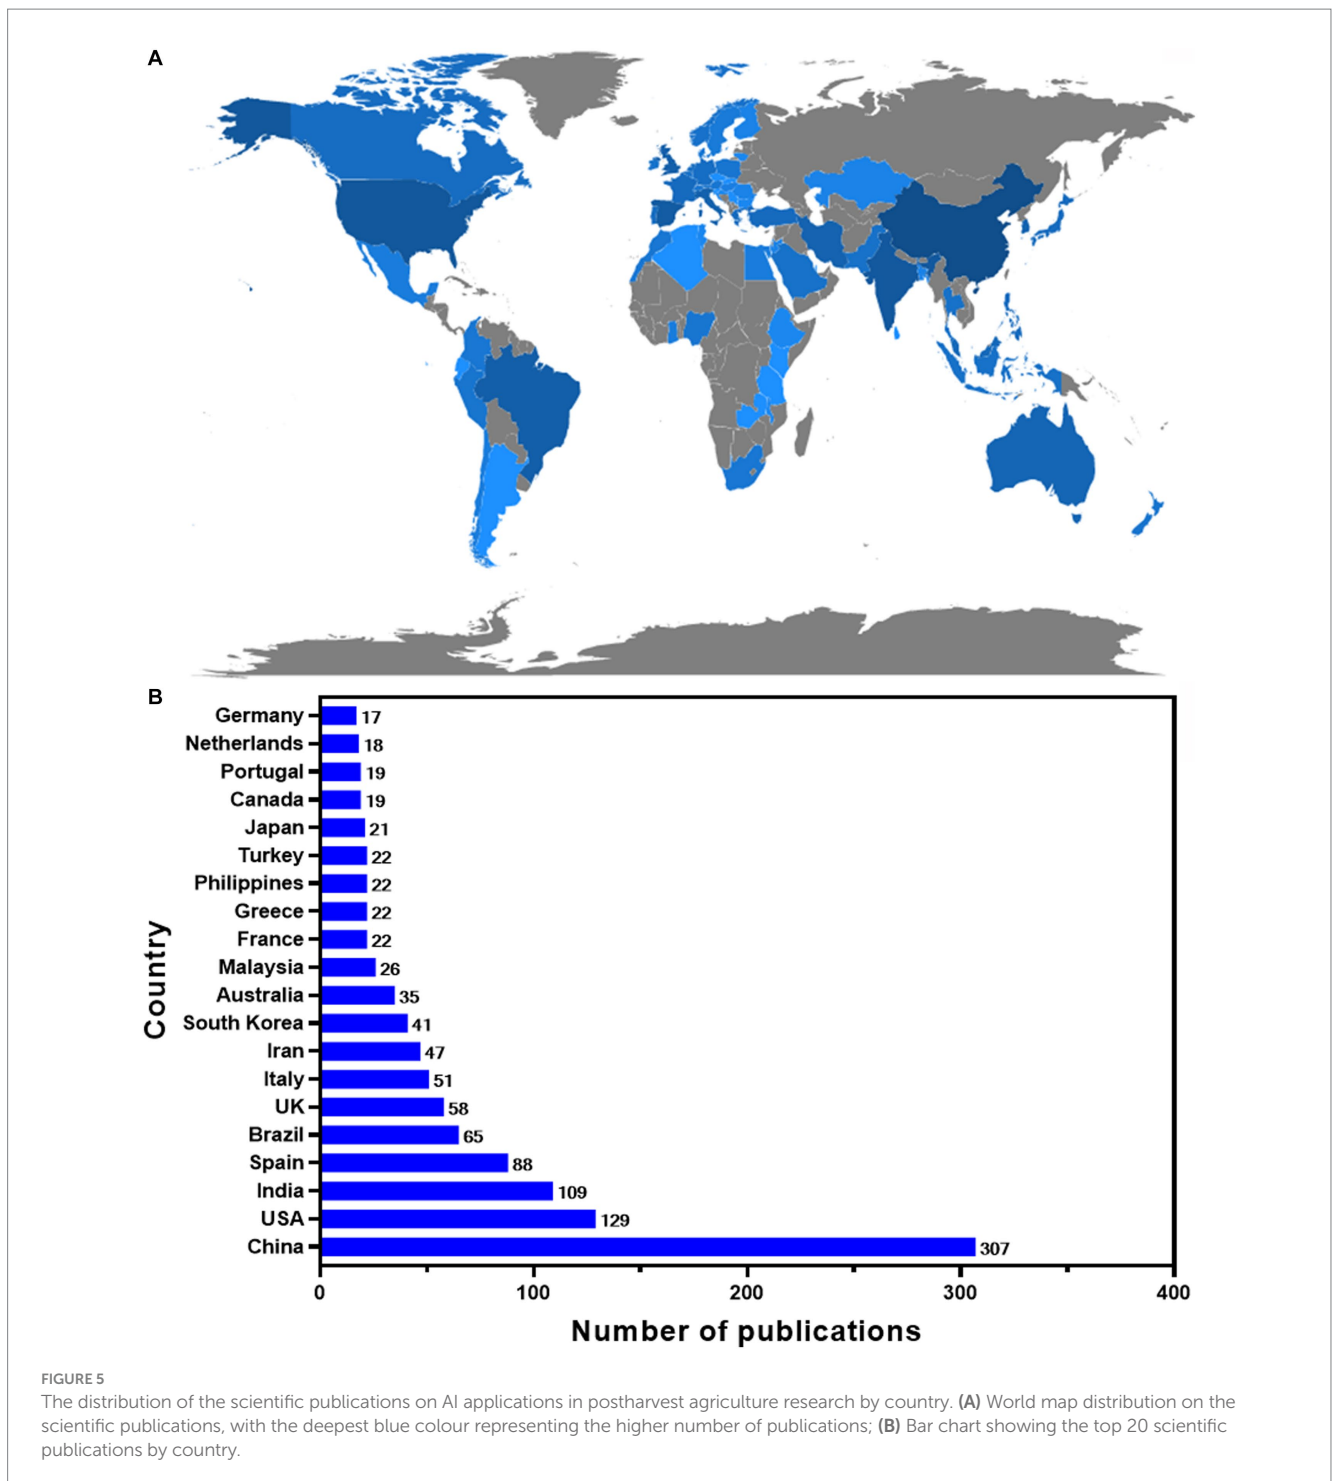 A
B
Germany 17
Netherlands 18
Portugal 19
Canada 19
Japan 21
Turkey 22
Philippines 22
Greece 22
France 22
Malaysia 26
Australia 35
South Korea 41
Iran 47
Italy 51
UK 58
Brazil 65
Spain 88
India 109
USA 129
China 307
Country
0 100 200 300 400
Number of publications
FIGURE 5
The distribution of the scientific publications on AI applications in postharvest agriculture research by country. (A) World map distribution on the
scientific publications, with the deepest blue colour representing the higher number of publications; (B) Bar chart showing the top 20 scientific
publications by country.